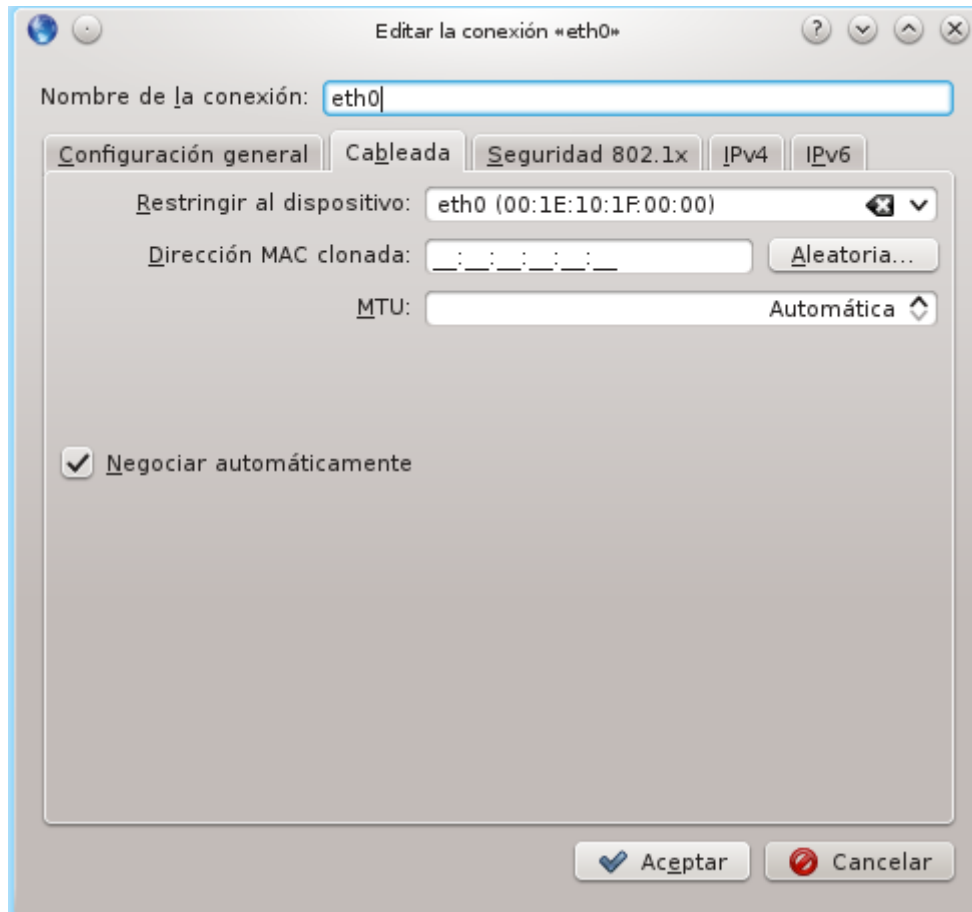 Editar la conexión «eth0»
Nombre de la conexión: eth0
Configuración general Cableada Seguridad 802.1x IPv4 IPv6
Restringir al dispositivo: eth0 (00:1E:10:1F:00:00)
Dirección MAC clonada: __:__:__:__:__:__ Aleatoria...
MTU: Automática
Negociar automáticamente
Aceptar Cancelar